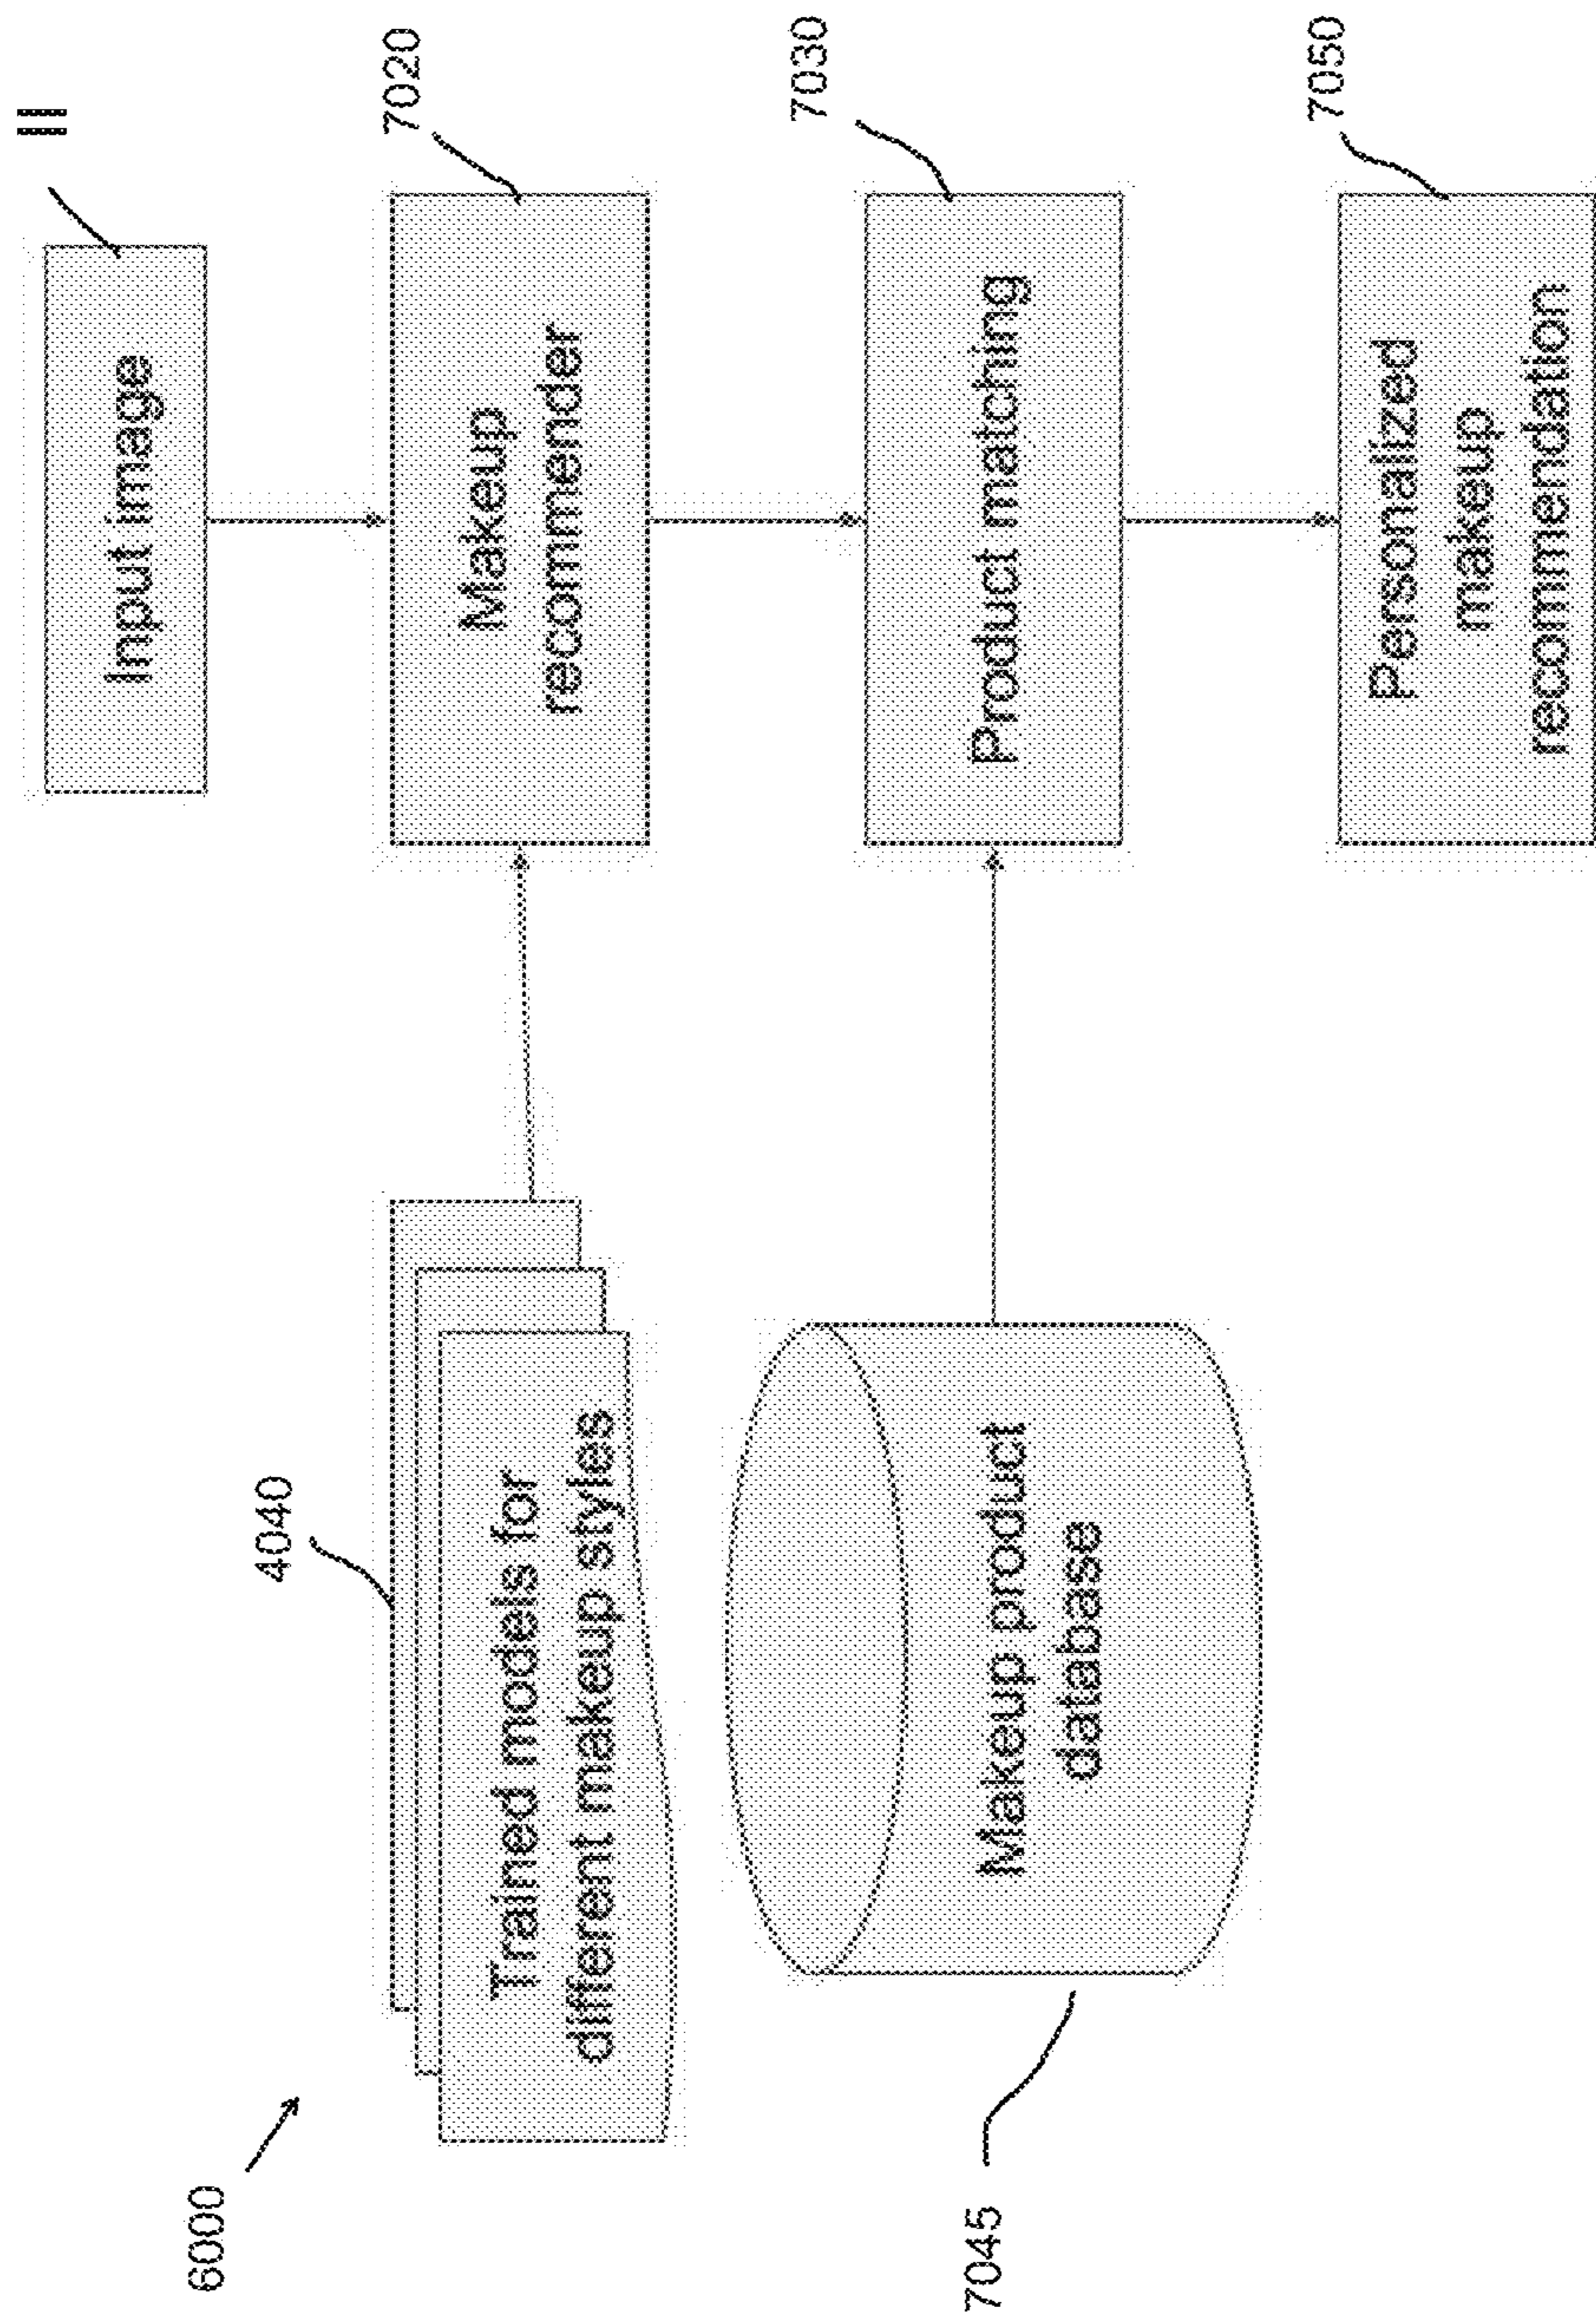 6000
4040
Trained models for
different makeup styles
7045
Makeup product
database
II
Input image
7020
Makeup
recommender
7030
Product matching
7050
Personalized
makeup
recommendation